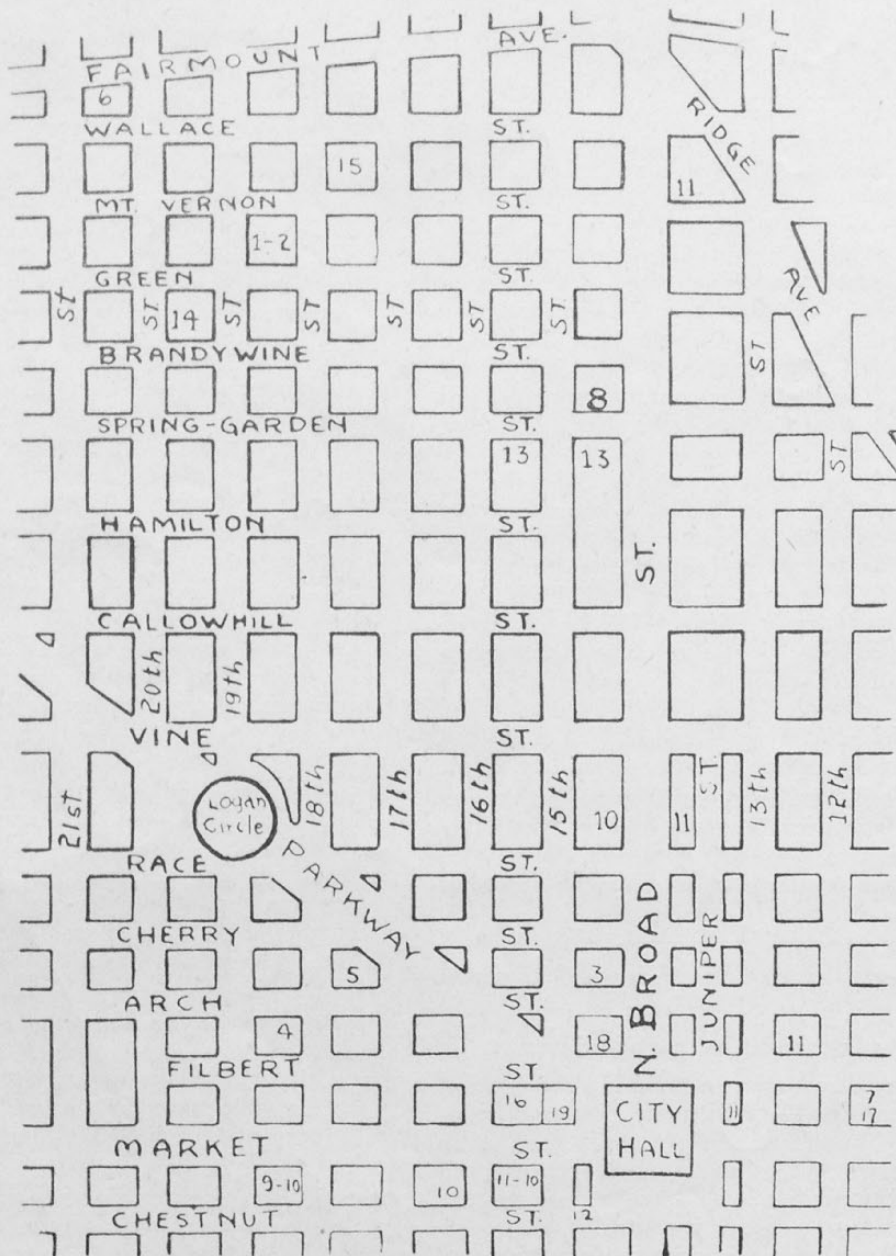 FAIRMOUNT AVE.
6
WALLACE ST.
RIDGE AVE
15
11
MT. VERNON ST.
1-2
GREEN ST.
St ST ST ST ST ST ST ST ST
14
BRANDYWINE ST.
8
SPRING-GARDEN ST.
13 13
HAMILTON ST.
ST.
CALLOWHILL ST.
20th 19th
VINE ST.
21st 18th 17th 16th 15th ST. 13th 12th
Logan
Circle
10 11
RACE ST.
PARKWAY
CHERRY ST.
N. BROAD
JUNIPER
5 3
ARCH ST.
4 18 11
FILBERT ST.
16 19
CITY
HALL
11
7
17
MARKET ST.
9-10 10 11-10
CHESTNUT ST. 12